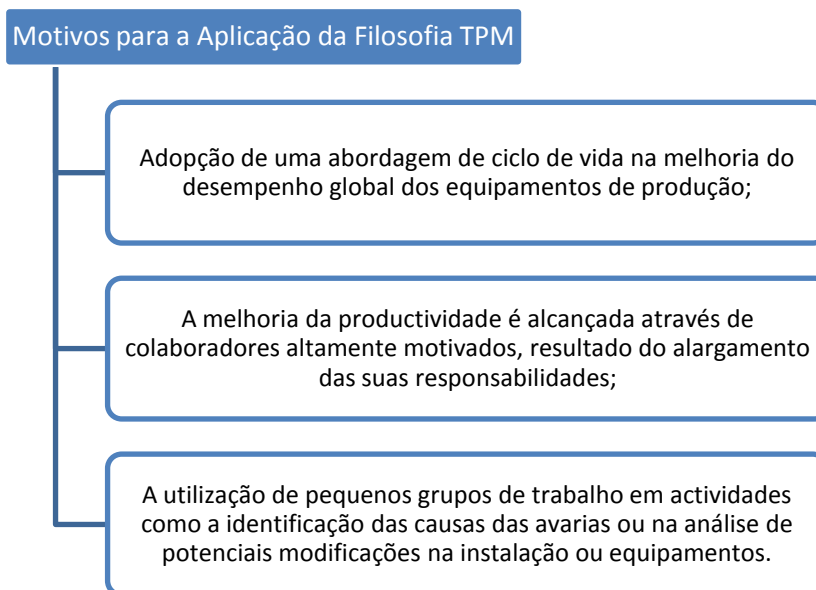 Motivos para a Aplicação da Filosofia TPM
Adopção de uma abordagem de ciclo de vida na melhoria do
desempenho global dos equipamentos de produção;
A melhoria da productividade é alcançada através de
colaboradores altamente motivados, resultado do alargamento
das suas responsabilidades;
A utilização de pequenos grupos de trabalho em actividades
como a identificação das causas das avarias ou na análise de
potenciais modificações na instalação ou equipamentos.